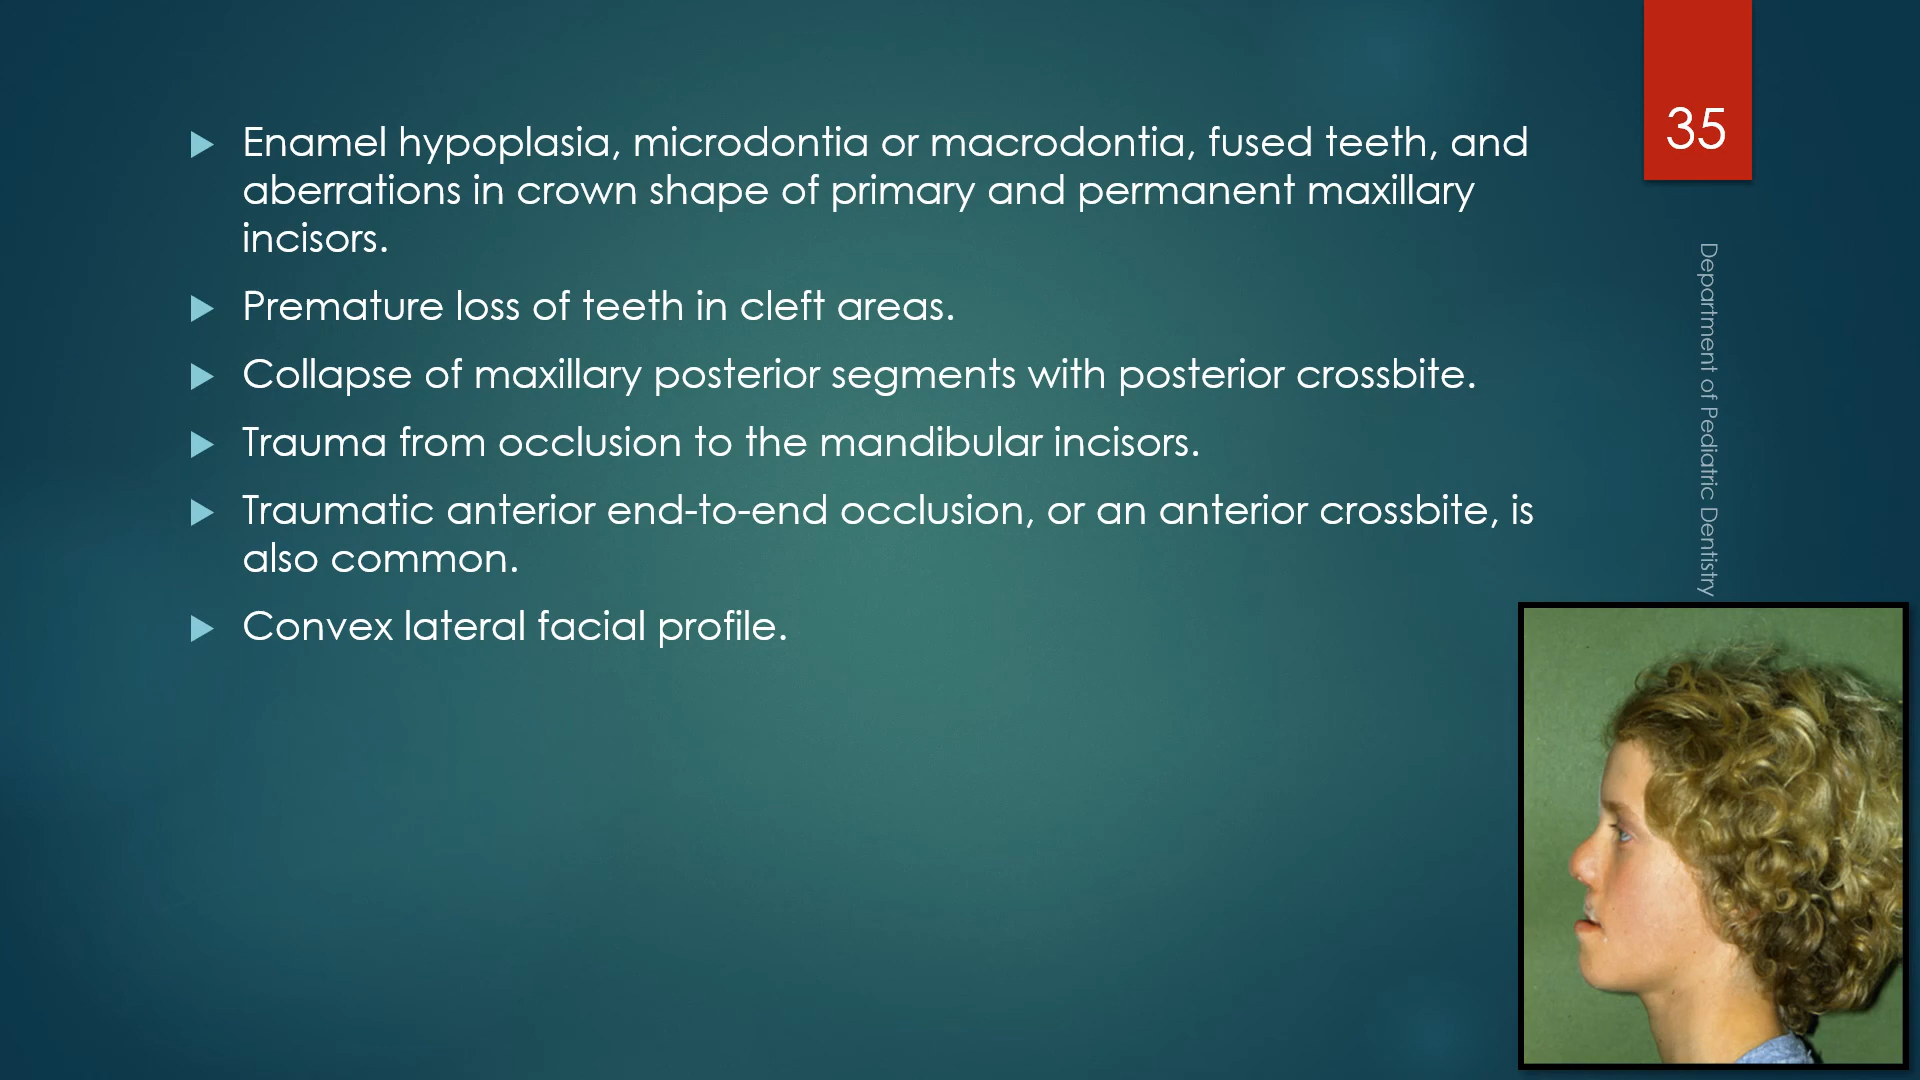 35
Enamel hypoplasia, microdontia or macrodontia, fused teeth, and
aberrations in crown shape of primary and permanent maxillary
incisors.
Premature loss of teeth in cleft areas.
Collapse of maxillary posterior segments with posterior crossbite.
Trauma from occlusion to the mandibular incisors.
Traumatic anterior end-to-end occlusion, or an anterior crossbite, is
also common.
Convex lateral facial profile.
Department of Pediatric Dentistry